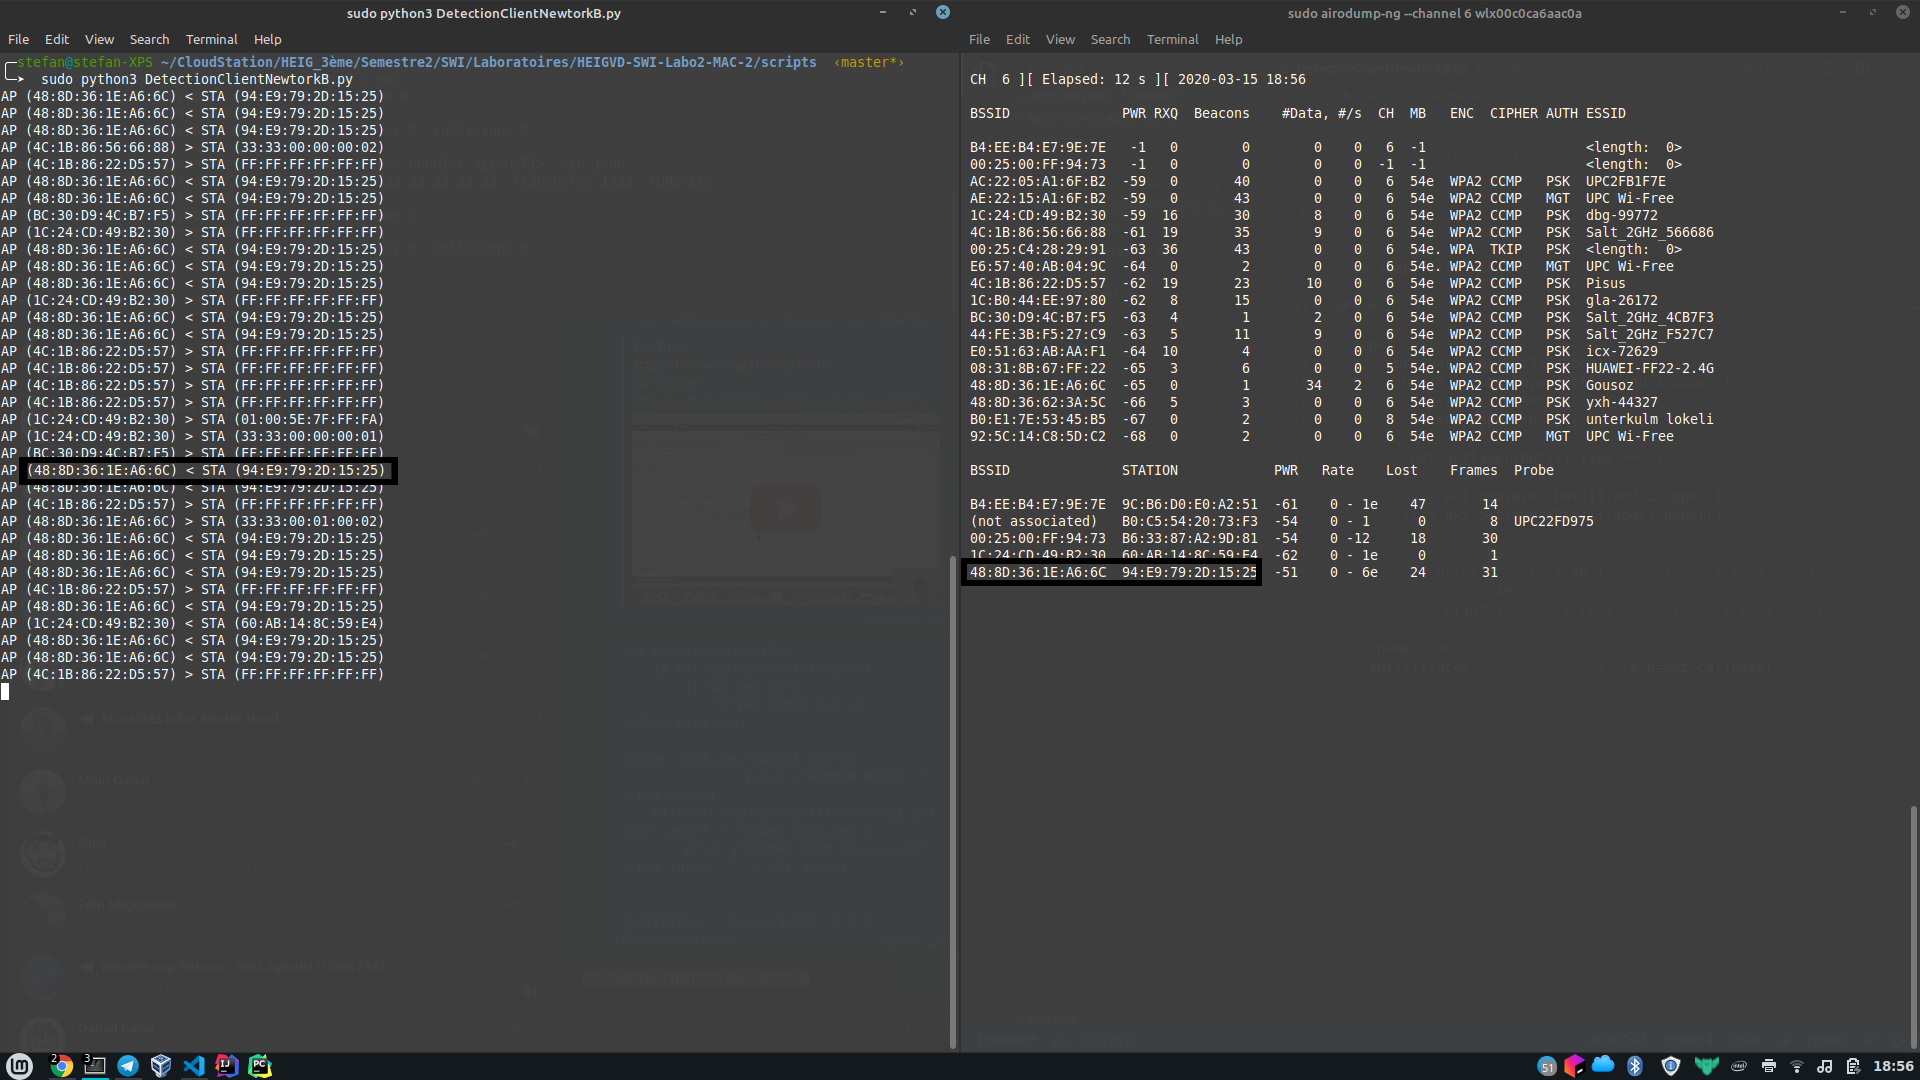 sudo python3 DetectionClientNewtorkB.py
File Edit View Search Terminal Help
stefan@stefan-XPS ~/CloudStation/HEIG_3ème/Semestre2/SWI/Laboratoires/HEIGVD-SWI-Labo2-MAC-2/scripts ‹master*›
sudo python3 DetectionClientNewtorkB.py
AP (48:8D:36:1E:A6:6C) < STA (94:E9:79:2D:15:25)
AP (48:8D:36:1E:A6:6C) < STA (94:E9:79:2D:15:25)
AP (48:8D:36:1E:A6:6C) < STA (94:E9:79:2D:15:25)
AP (4C:1B:86:56:66:88) > STA (33:33:00:00:00:02)
AP (4C:1B:86:22:D5:57) > STA (FF:FF:FF:FF:FF:FF)
AP (48:8D:36:1E:A6:6C) < STA (94:E9:79:2D:15:25)
AP (48:8D:36:1E:A6:6C) < STA (94:E9:79:2D:15:25)
AP (BC:30:D9:4C:B7:F5) > STA (FF:FF:FF:FF:FF:FF)
AP (1C:24:CD:49:B2:30) > STA (FF:FF:FF:FF:FF:FF)
AP (48:8D:36:1E:A6:6C) < STA (94:E9:79:2D:15:25)
AP (48:8D:36:1E:A6:6C) < STA (94:E9:79:2D:15:25)
AP (48:8D:36:1E:A6:6C) < STA (94:E9:79:2D:15:25)
AP (1C:24:CD:49:B2:30) > STA (FF:FF:FF:FF:FF:FF)
AP (48:8D:36:1E:A6:6C) < STA (94:E9:79:2D:15:25)
AP (48:8D:36:1E:A6:6C) < STA (94:E9:79:2D:15:25)
AP (4C:1B:86:22:D5:57) > STA (FF:FF:FF:FF:FF:FF)
AP (4C:1B:86:22:D5:57) > STA (FF:FF:FF:FF:FF:FF)
AP (4C:1B:86:22:D5:57) > STA (FF:FF:FF:FF:FF:FF)
AP (4C:1B:86:22:D5:57) > STA (FF:FF:FF:FF:FF:FF)
AP (1C:24:CD:49:B2:30) > STA (01:00:5E:7F:FF:FA)
AP (1C:24:CD:49:B2:30) > STA (33:33:00:00:00:01)
AP (BC:30:D9:4C:B7:F5) > STA (FF:FF:FF:FF:FF:FF)
AP (48:8D:36:1E:A6:6C) < STA (94:E9:79:2D:15:25)
AP (48:8D:36:1E:A6:6C) < STA (94:E9:79:2D:15:25)
AP (4C:1B:86:22:D5:57) > STA (FF:FF:FF:FF:FF:FF)
AP (48:8D:36:1E:A6:6C) > STA (33:33:00:01:00:02)
AP (48:8D:36:1E:A6:6C) < STA (94:E9:79:2D:15:25)
AP (48:8D:36:1E:A6:6C) < STA (94:E9:79:2D:15:25)
AP (48:8D:36:1E:A6:6C) < STA (94:E9:79:2D:15:25)
AP (4C:1B:86:22:D5:57) > STA (FF:FF:FF:FF:FF:FF)
AP (48:8D:36:1E:A6:6C) < STA (94:E9:79:2D:15:25)
AP (1C:24:CD:49:B2:30) < STA (60:AB:14:8C:59:E4)
AP (48:8D:36:1E:A6:6C) < STA (94:E9:79:2D:15:25)
AP (48:8D:36:1E:A6:6C) < STA (94:E9:79:2D:15:25)
AP (4C:1B:86:22:D5:57) > STA (FF:FF:FF:FF:FF:FF)
sudo airodump-ng --channel 6 wlx00c0ca6aac0a
File Edit View Search Terminal Help
CH 6 ][ Elapsed: 12 s ][ 2020-03-15 18:56
BSSID PWR RXQ Beacons #Data, #/s CH MB ENC CIPHER AUTH ESSID
B4:EE:B4:E7:9E:7E -1 0 0 0 0 6 -1 <length: 0>
00:25:00:FF:94:73 -1 0 0 0 0 -1 -1 <length: 0>
AC:22:05:A1:6F:B2 -59 0 40 0 0 6 54e WPA2 CCMP PSK UPC2FB1F7E
AE:22:15:A1:6F:B2 -59 0 43 0 0 6 54e WPA2 CCMP MGT UPC Wi-Free
1C:24:CD:49:B2:30 -59 16 30 8 0 6 54e WPA2 CCMP PSK dbg-99772
4C:1B:86:56:66:88 -61 19 35 9 0 6 54e WPA2 CCMP PSK Salt_2GHz_566686
00:25:C4:28:29:91 -63 36 43 0 0 6 54e. WPA TKIP PSK <length: 0>
E6:57:40:AB:04:9C -64 0 2 0 0 6 54e. WPA2 CCMP MGT UPC Wi-Free
4C:1B:86:22:D5:57 -62 19 23 10 0 6 54e WPA2 CCMP PSK Pisus
1C:B0:44:EE:97:80 -62 8 15 0 0 6 54e WPA2 CCMP PSK gla-26172
BC:30:D9:4C:B7:F5 -63 4 1 2 0 6 54e WPA2 CCMP PSK Salt_2GHz_4CB7F3
44:FE:3B:F5:27:C9 -63 5 11 9 0 6 54e WPA2 CCMP PSK Salt_2GHz_F527C7
E0:51:63:AB:AA:F1 -64 10 4 0 0 6 54e WPA2 CCMP PSK icx-72629
08:31:8B:67:FF:22 -65 3 6 0 0 5 54e. WPA2 CCMP PSK HUAWEI-FF22-2.4G
48:8D:36:1E:A6:6C -65 0 1 34 2 6 54e WPA2 CCMP PSK Gousoz
48:8D:36:62:3A:5C -66 5 3 0 0 6 54e WPA2 CCMP PSK yxh-44327
B0:E1:7E:53:45:B5 -67 0 2 0 0 8 54e WPA2 CCMP PSK unterkulm lokeli
92:5C:14:C8:5D:C2 -68 0 2 0 0 6 54e WPA2 CCMP MGT UPC Wi-Free
BSSID STATION PWR Rate Lost Frames Probe
B4:EE:B4:E7:9E:7E 9C:B6:D0:E0:A2:51 -61 0 - 1e 47 14
(not associated) B0:C5:54:20:73:F3 -54 0 - 1 0 8 UPC22FD975
00:25:00:FF:94:73 B6:33:87:A2:9D:81 -54 0 -12 18 30
1C:24:CD:49:B2:30 60:AB:14:8C:59:E4 -62 0 - 1e 0 1
48:8D:36:1E:A6:6C 94:E9:79:2D:15:25 -51 0 - 6e 24 31
2 3 51 18:56